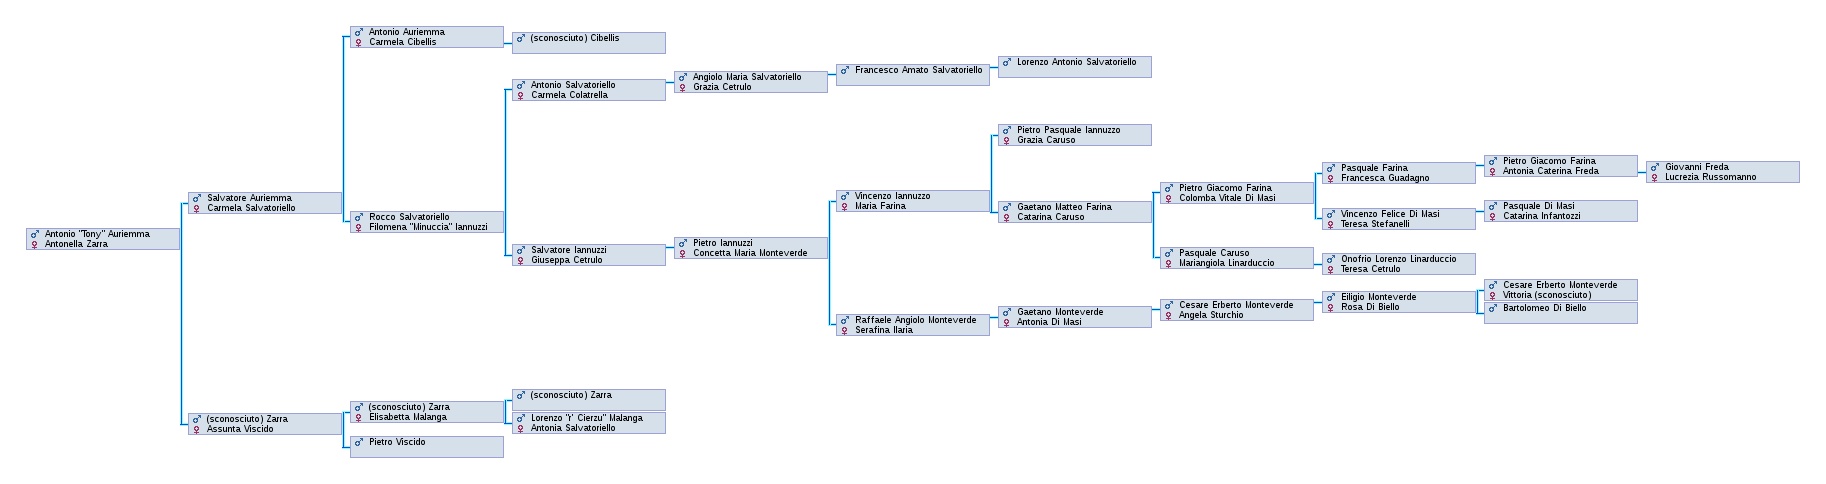 Antonio "Tony" Auriemma
Antonella Zarra
Salvatore Auriemma
Carmela Salvatoriello
(sconosciuto) Zarra
Assunta Viscido
Antonio Auriemma
Carmela Cibellis
Rocco Salvatoriello
Filomena "Minuccia" Iannuzzi
(sconosciuto) Zarra
Elisabetta Malanga
Pietro Viscido
(sconosciuto) Cibellis
Antonio Salvatoriello
Carmela Colatrella
Salvatore Iannuzzi
Giuseppa Cetrulo
(sconosciuto) Zarra
Lorenzo "r' Cierzu" Malanga
Antonia Salvatoriello
Angiolo Maria Salvatoriello
Grazia Cetrulo
Pietro Iannuzzi
Concetta Maria Monteverde
Francesco Amato Salvatoriello
Vincenzo Iannuzzo
Maria Farina
Raffaele Angiolo Monteverde
Serafina Ilaria
Lorenzo Antonio Salvatoriello
Pietro Pasquale Iannuzzo
Grazia Caruso
Gaetano Matteo Farina
Catarina Caruso
Gaetano Monteverde
Antonia Di Masi
Pietro Giacomo Farina
Colomba Vitale Di Masi
Pasquale Caruso
Mariangiola Linarduccio
Cesare Erberto Monteverde
Angela Sturchio
Pasquale Farina
Francesca Guadagno
Vincenzo Felice Di Masi
Teresa Stefanelli
Onofrio Lorenzo Linarduccio
Teresa Cetrulo
Eiligio Monteverde
Rosa Di Biello
Pietro Giacomo Farina
Antonia Caterina Freda
Pasquale Di Masi
Catarina Infantozzi
Cesare Erberto Monteverde
Vittoria (sconosciuto)
Bartolomeo Di Biello
Giovanni Freda
Lucrezia Russomanno